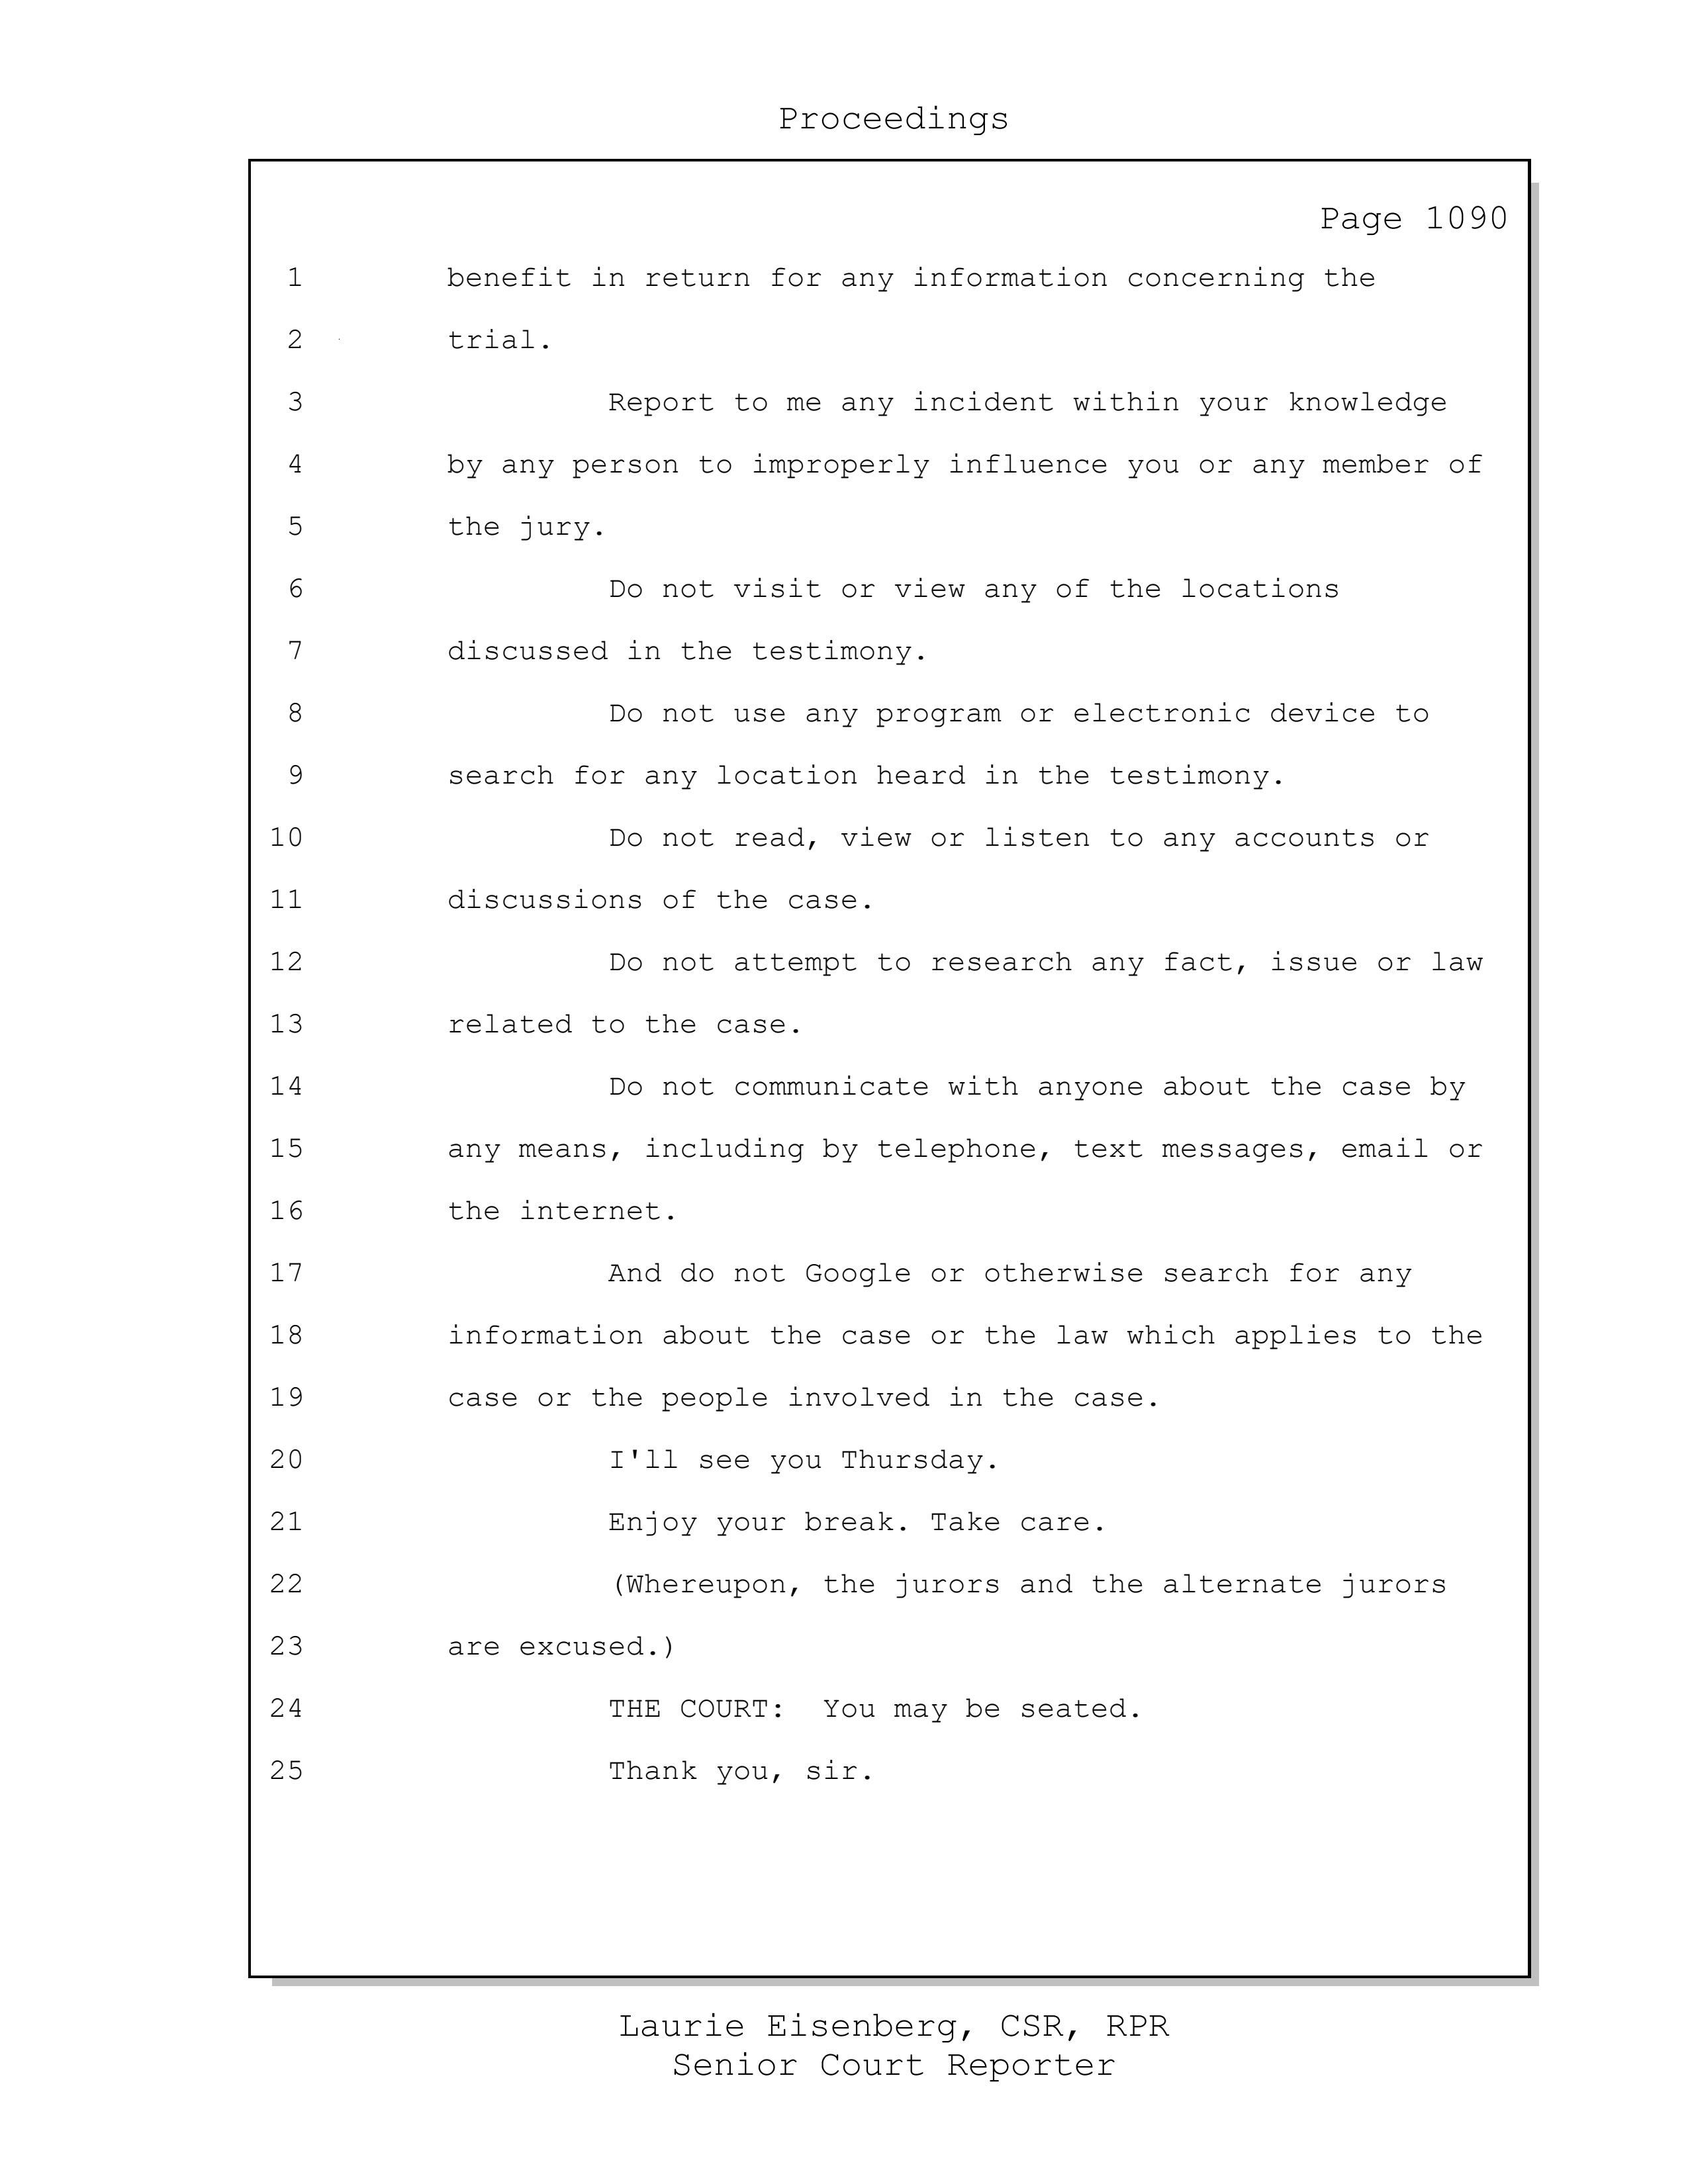 Proceedings
Page 1090
1 benefit in return for any information concerning the
2 trial.
3 Report to me any incident within your knowledge
4 by any person to improperly influence you or any member of
5 the jury.
6 Do not visit or view any of the locations
7 discussed in the testimony.
8 Do not use any program or electronic device to
9 search for any location heard in the testimony.
10 Do not read, view or listen to any accounts or
11 discussions of the case.
12 Do not attempt to research any fact, issue or law
13 related to the case.
14 Do not communicate with anyone about the case by
15 any means, including by telephone, text messages, email or
16 the internet.
17 And do not Google or otherwise search for any
18 information about the case or the law which applies to the
19 case or the people involved in the case.
20 I'll see you Thursday.
21 Enjoy your break. Take care.
22 (Whereupon, the jurors and the alternate jurors
23 are excused.)
24 THE COURT:  You may be seated.
25 Thank you, sir.
Laurie Eisenberg, CSR, RPR
Senior Court Reporter